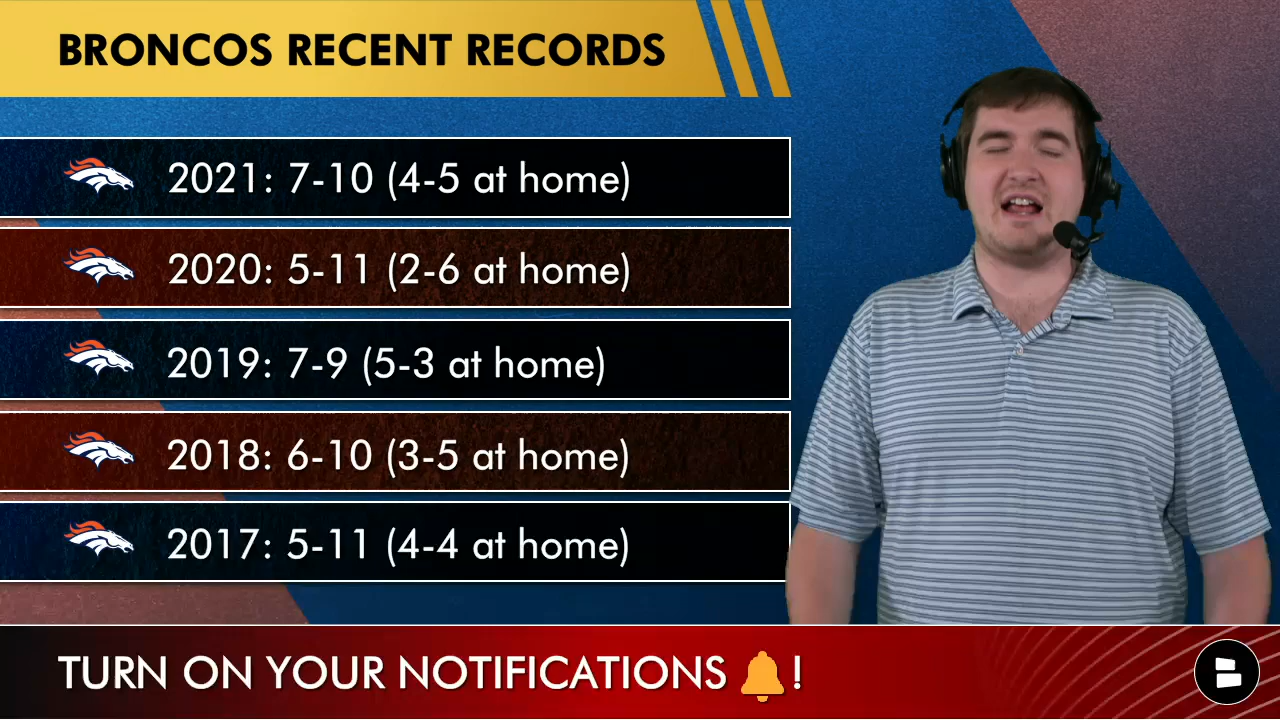 BRONCOS RECENT RECORDS
2021: 7-10 (4-5 at home)
2020: 5-11 (2-6 at home)
2019: 7-9 (5-3 at home)
2018: 6-10 (3-5 at home)
2017: 5-11 (4-4 at home)
TURN ON YOUR NOTIFICATIONS 🔔!